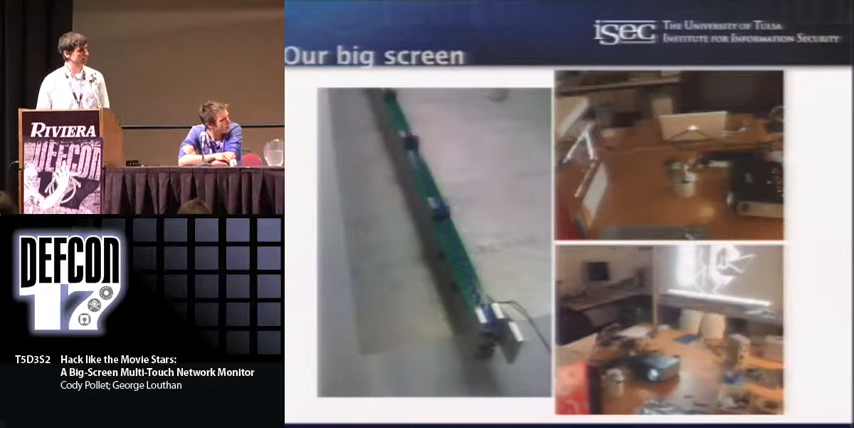 RIVIERA
DEFCON
DEFCON
17
T5D3S2 Hack like the Movie Stars:
A Big-Screen Multi-Touch Network Monitor
Cody Pollet; George Louthan
isec THE UNIVERSITY OF TULSA
INSTITUTE FOR INFORMATION SECURITY
Our big screen